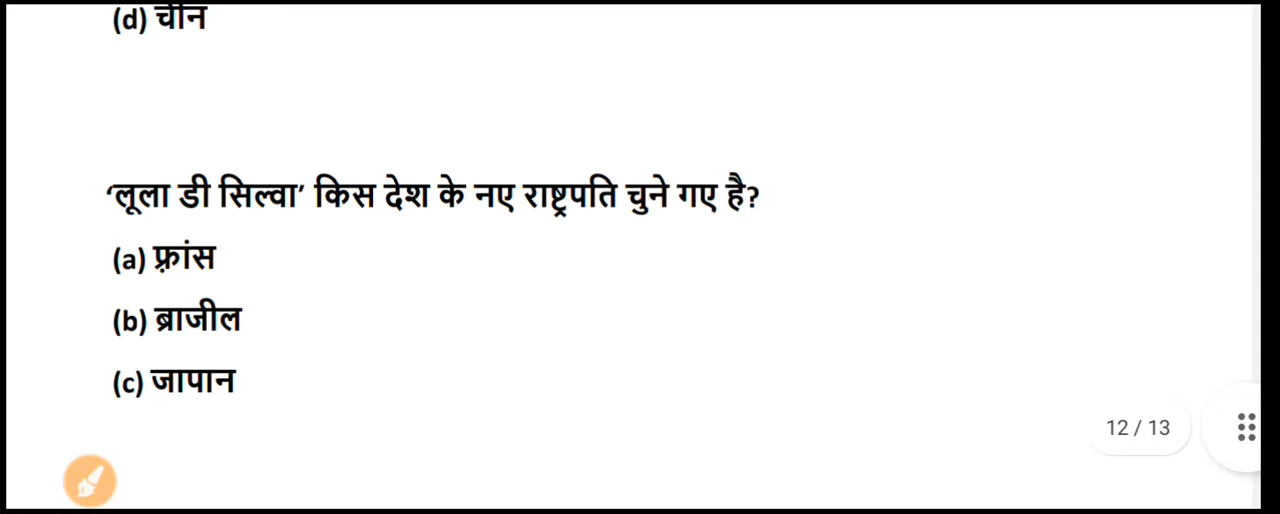 (d) चीन
‘लूला डी सिल्वा’ किस देश के नए राष्ट्रपति चुने गए है?
(a) फ़्रांस
(b) ब्राजील
(c) जापान
12 / 13